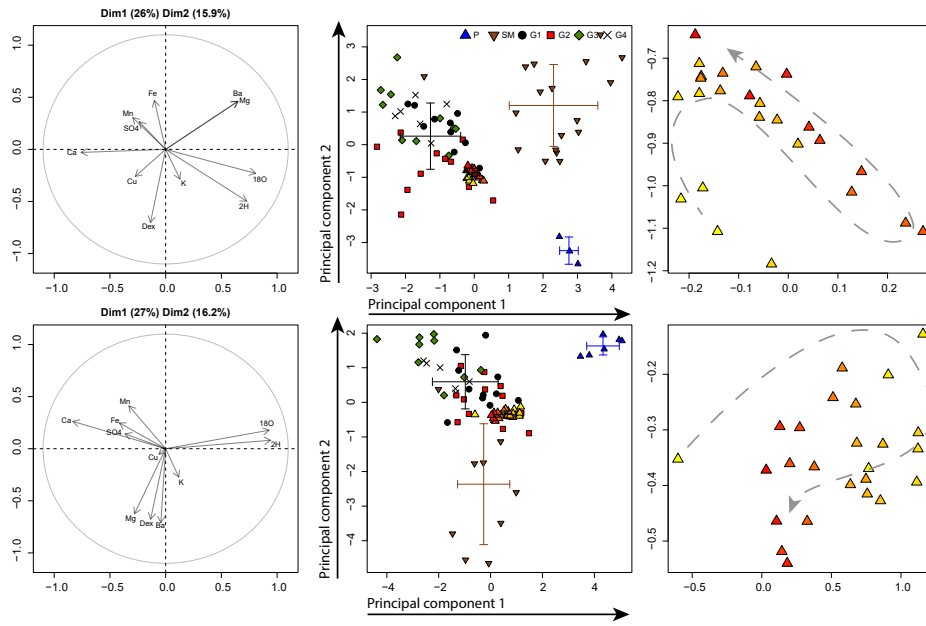 Dim1 (26%) Dim2 (15.9%)
1.0
0.5
0.0
−0.5
−1.0
Fe
Ba
Mg
Mn
SO4
Ca
Cu
K
18O
2H
Dex
−1.0 −0.5 0.0 0.5 1.0
P SM G1 G2 G3 G4
Principal component 2
3
2
1
0
−1
−2
−3
−3 −2 −1 0 1 2 3 4
Principal component 1
−0.7
−0.8
−0.9
−1.0
−1.1
−1.2
−0.2 −0.1 0.0 0.1 0.2
Dim1 (27%) Dim2 (16.2%)
1.0
0.5
0.0
−0.5
−1.0
Mn
Ca
Fe
SO4
18O
2H
Cu
K
Mg
Dex
Ba
−1.0 −0.5 0.0 0.5 1.0
Principal component 2
2
1
0
−1
−2
−3
−4
−4 −2 0 2 4
Principal component 1
−0.2
−0.3
−0.4
−0.5
−0.5 0.0 0.5 1.0